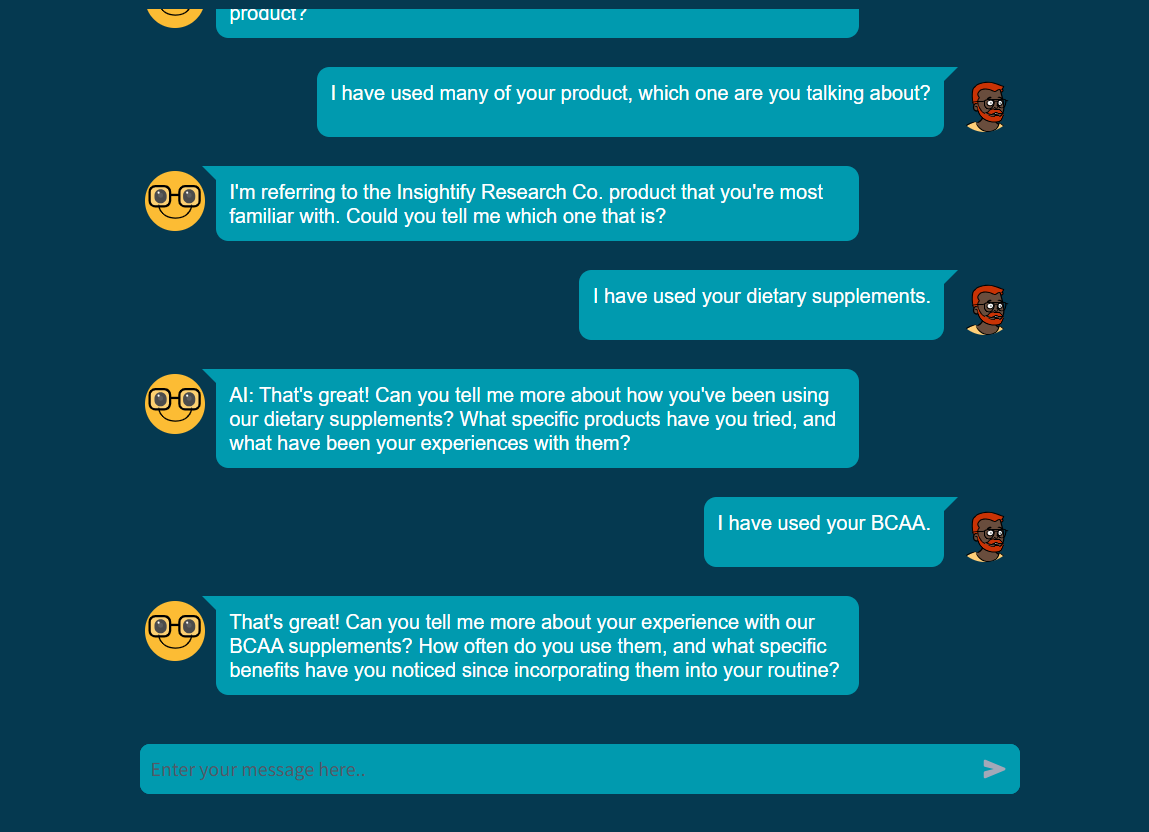 product?
I have used many of your product, which one are you talking about?
I'm referring to the Insightify Research Co. product that you're most
familiar with. Could you tell me which one that is?
I have used your dietary supplements.
AI: That's great! Can you tell me more about how you've been using
our dietary supplements? What specific products have you tried, and
what have been your experiences with them?
I have used your BCAA.
That's great! Can you tell me more about your experience with our
BCAA supplements? How often do you use them, and what specific
benefits have you noticed since incorporating them into your routine?
Enter your message here..